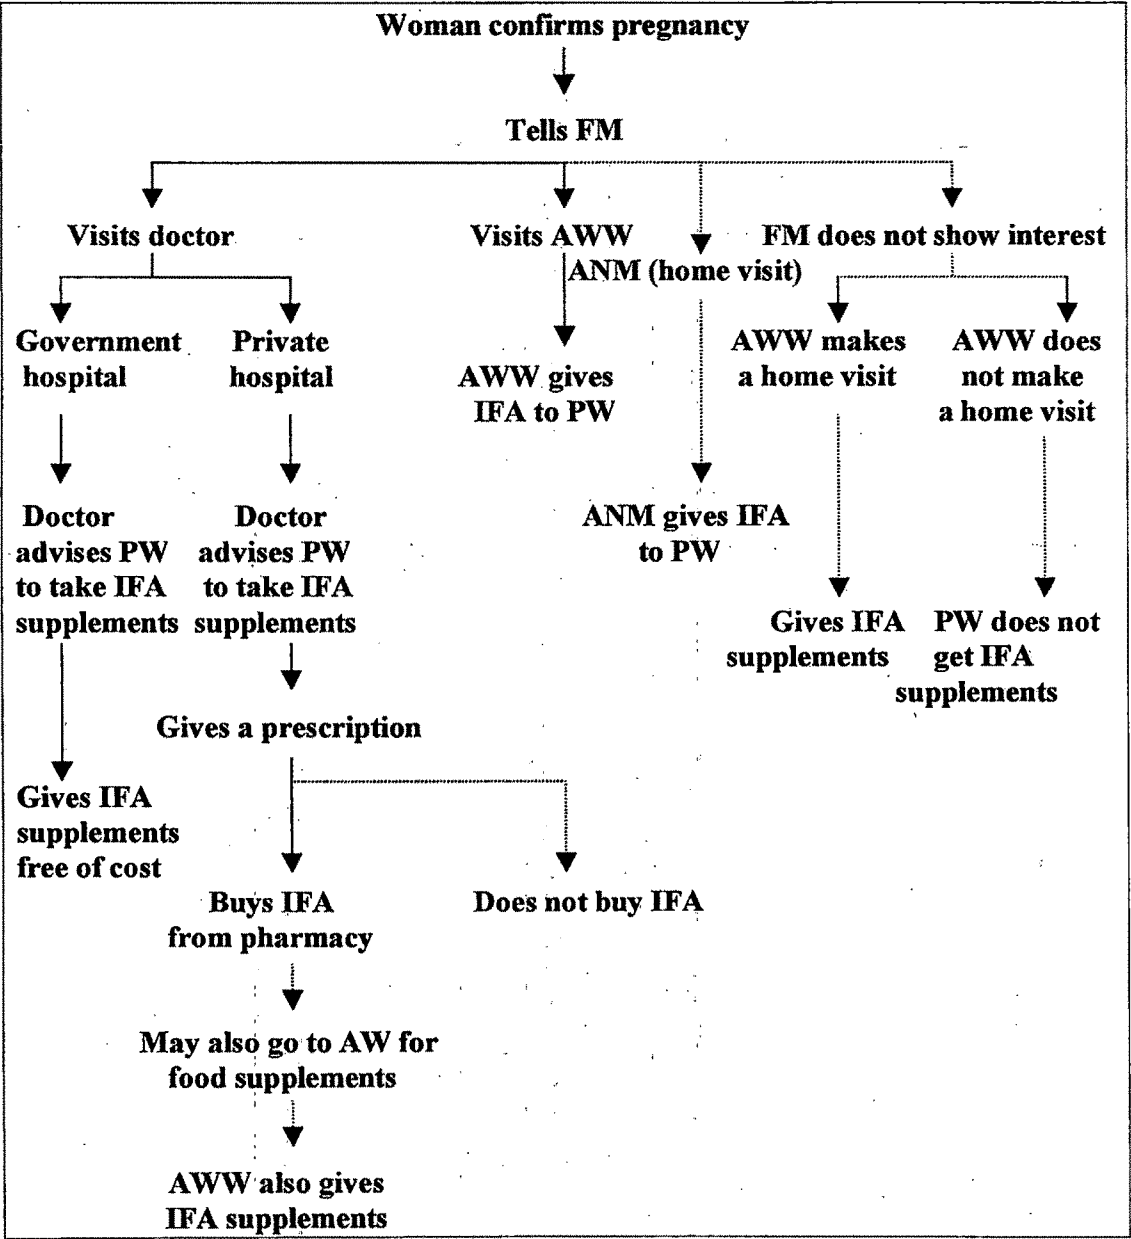 Woman confirms pregnancy
Tells FM
Visits doctor
Visits AWW
ANM (home visit)
FM does not show interest
Government
hospital
Private
hospital
AWW gives
IFA to PW
AWW makes
a home visit
AWW does
not make
a home visit
Doctor
advises PW
to take IFA
supplements
Doctor
advises PW
to take IFA
supplements
ANM gives IFA
to PW
Gives IFA
supplements
PW does not
get IFA
supplements
Gives a prescription
Gives IFA
supplements
free of cost
Buys IFA
from pharmacy
Does not buy IFA
May also go to AW for
food supplements
AWW also gives
IFA supplements